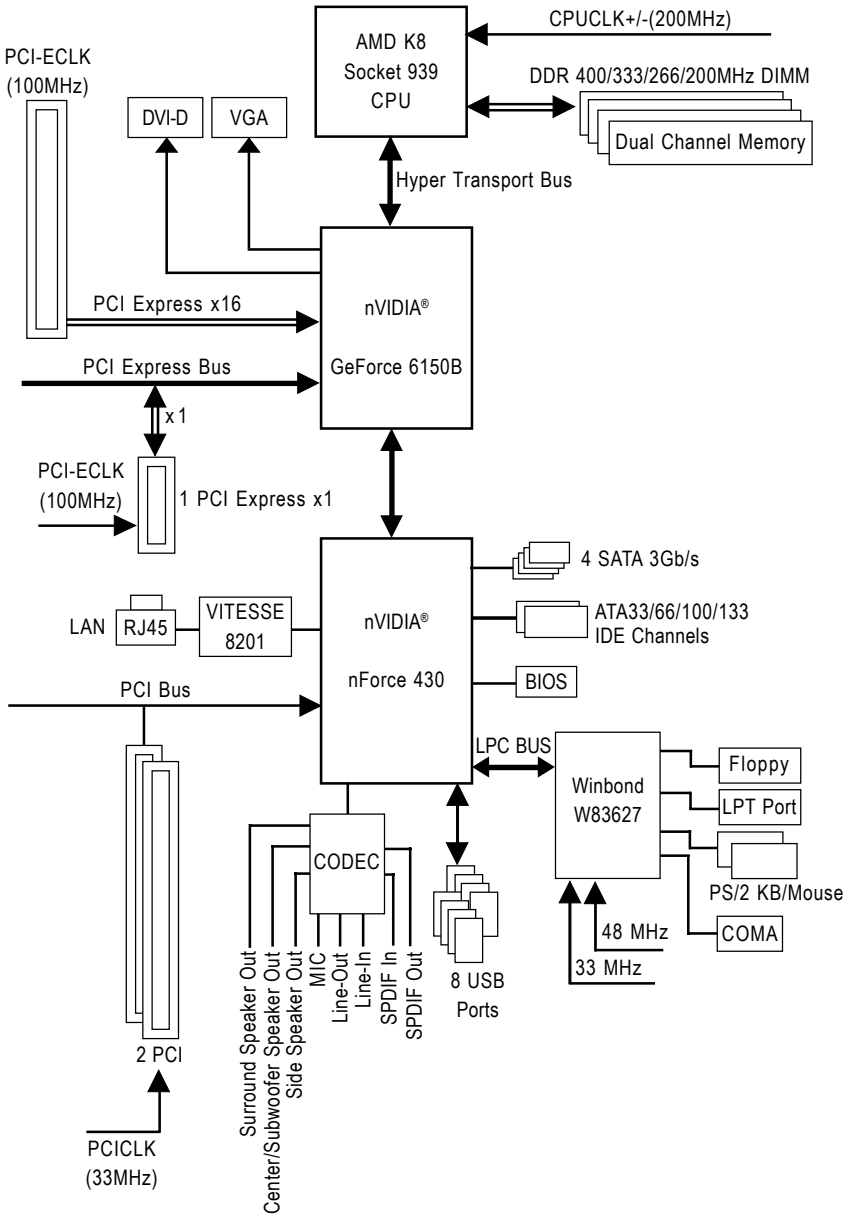 CPUCLK+/-(200MHz)
AMD K8
Socket 939
CPU
PCI-ECLK
(100MHz)
DDR 400/333/266/200MHz DIMM
DVI-D
VGA
Dual Channel Memory
Hyper Transport Bus
PCI Express x16
nVIDIA®
GeForce 6150B
PCI Express Bus
x1
PCI-ECLK
(100MHz)
1 PCI Express x1
4 SATA 3Gb/s
LAN
RJ45
VITESSE
8201
nVIDIA®
nForce 430
ATA33/66/100/133
IDE Channels
BIOS
PCI Bus
LPC BUS
Winbond
W83627
Floppy
LPT Port
PS/2 KB/Mouse
COMA
48 MHz
33 MHz
CODEC
Surround Speaker Out
Center/Subwoofer Speaker Out
Side Speaker Out
MIC
Line-Out
Line-In
SPDIF In
SPDIF Out
8 USB
Ports
2 PCI
PCICLK
(33MHz)